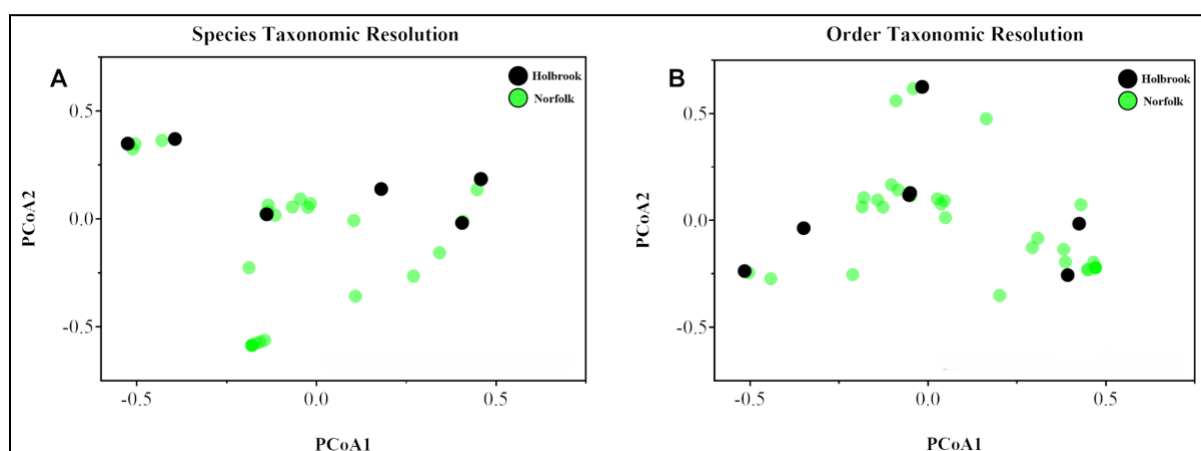 Species Taxonomic Resolution
A
Holbrook
Norfolk
0.5
0.0
-0.5
PCoA2
-0.5
0.0
0.5
PCoA1
Order Taxonomic Resolution
B
Holbrook
Norfolk
0.5
0.0
-0.5
PCoA2
-0.5
0.0
0.5
PCoA1